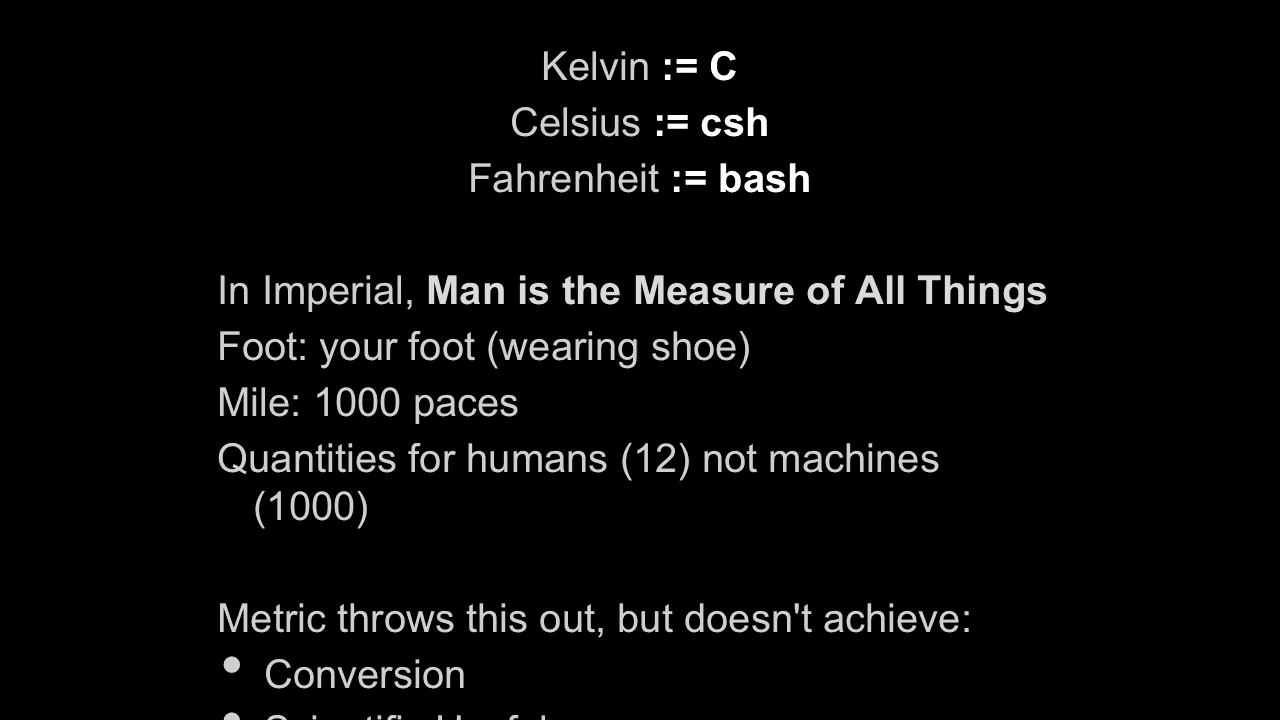 Kelvin := C
Celsius := csh
Fahrenheit := bash
In Imperial, Man is the Measure of All Things
Foot: your foot (wearing shoe)
Mile: 1000 paces
Quantities for humans (12) not machines
(1000)
Metric throws this out, but doesn't achieve:
• Conversion